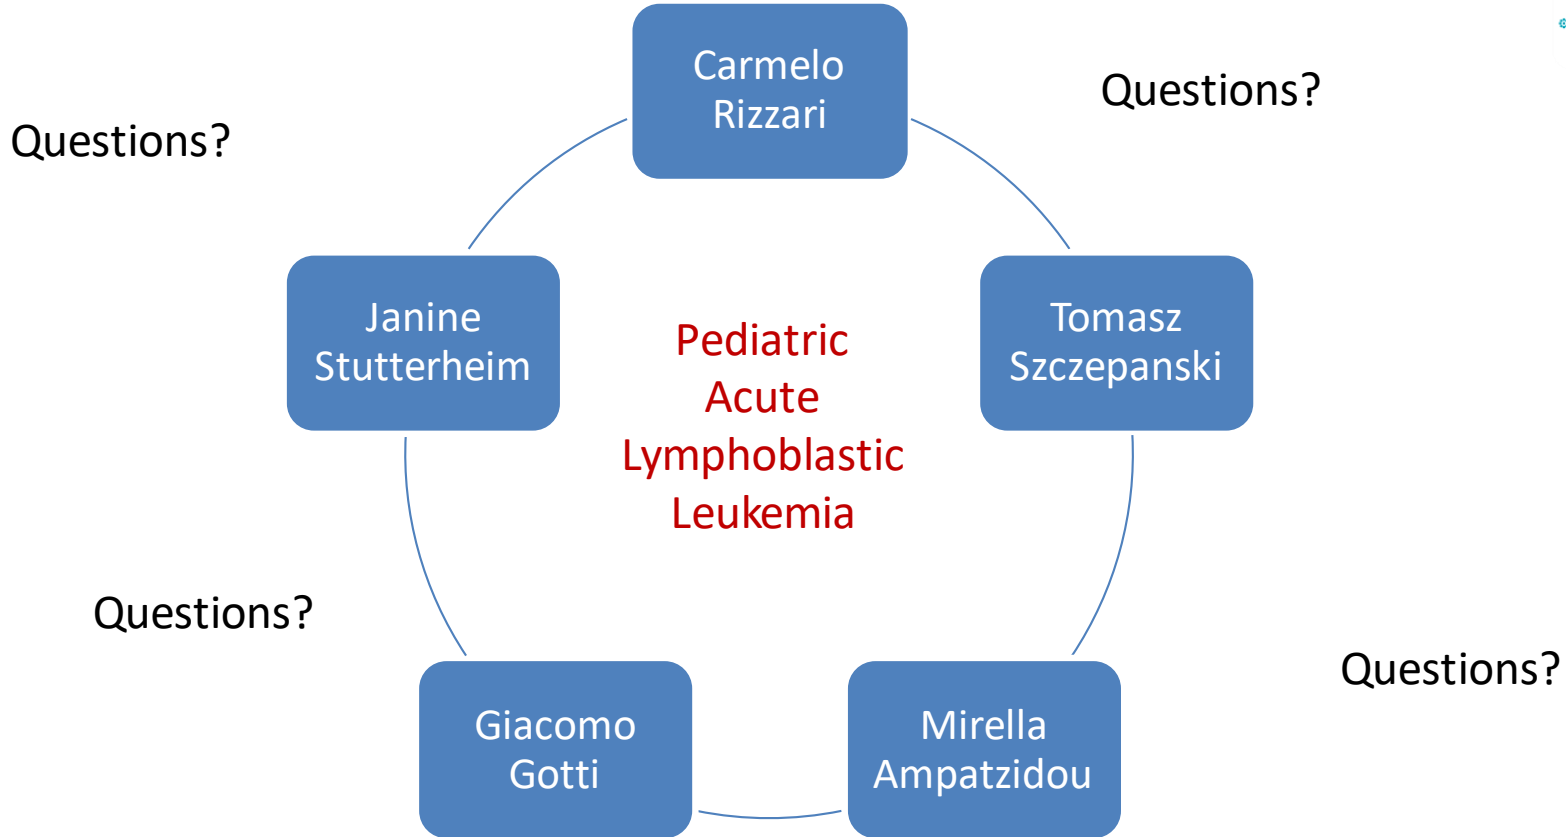 Carmelo
Rizzari
Questions?
Questions?
Janine
Stutterheim
Tomasz
Szczepanski
Pediatric
Acute
Lymphoblastic
Leukemia
Questions?
Questions?
Giacomo
Gotti
Mirella
Ampatzidou